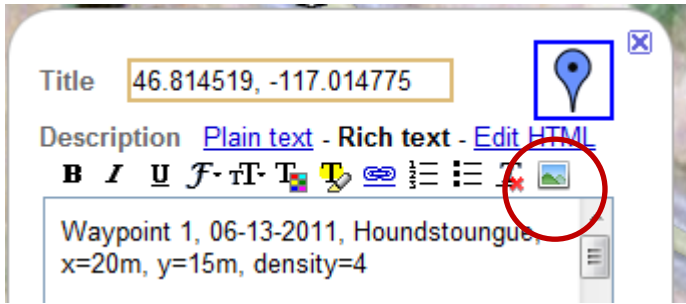 Title 46.814519, -117.014775
Description Plain text - Rich text - Edit HTML
B I U F T T T
Waypoint 1, 06-13-2011, Houndstoungue,
x=20m, y=15m, density=4